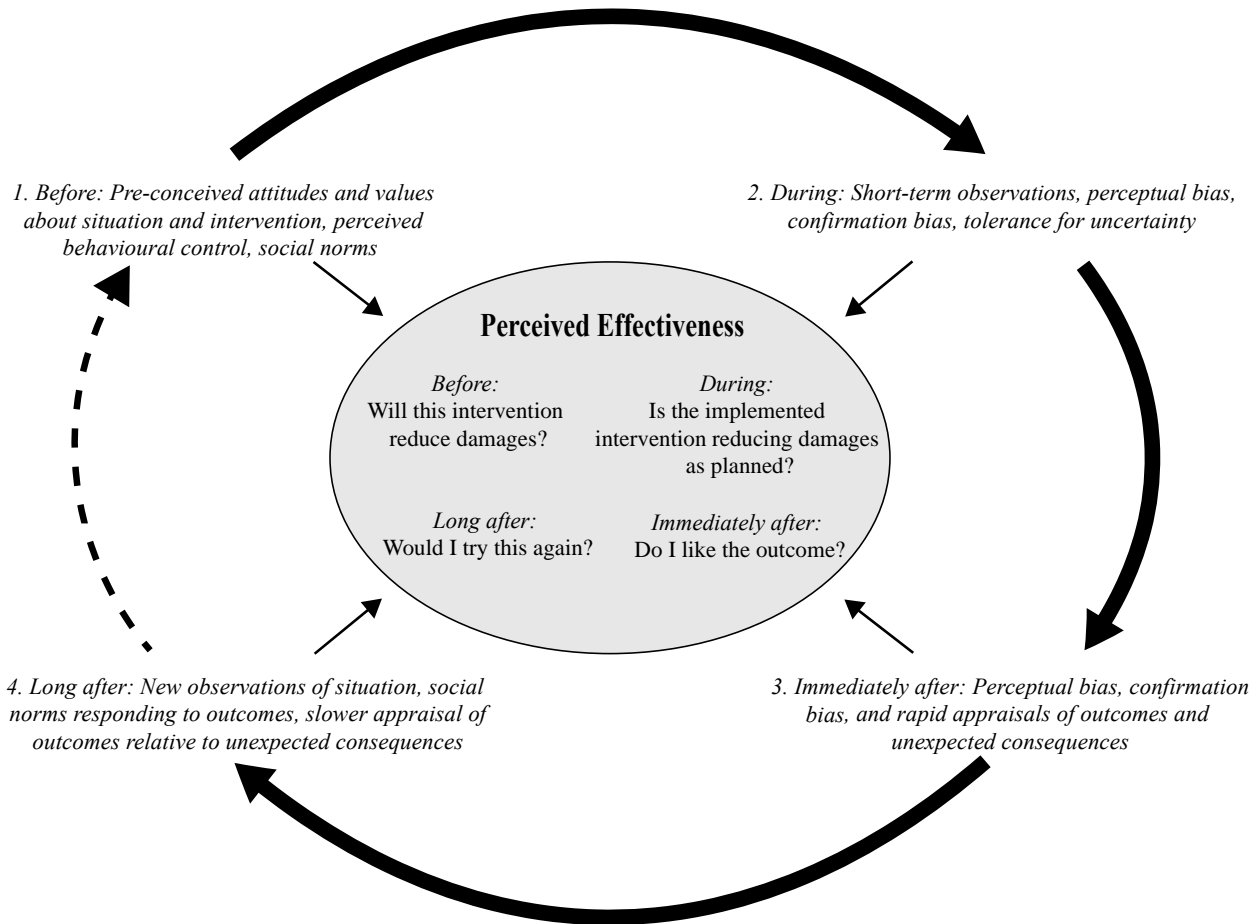 1. Before: Pre-conceived attitudes and values
about situation and intervention, perceived
behavioural control, social norms
2. During: Short-term observations, perceptual bias,
confirmation bias, tolerance for uncertainty
Perceived Effectiveness
Before:
Will this intervention
reduce damages?
During:
Is the implemented
intervention reducing damages
as planned?
Long after:
Would I try this again?
Immediately after:
Do I like the outcome?
4. Long after: New observations of situation, social
norms responding to outcomes, slower appraisal of
outcomes relative to unexpected consequences
3. Immediately after: Perceptual bias, confirmation
bias, and rapid appraisals of outcomes and
unexpected consequences